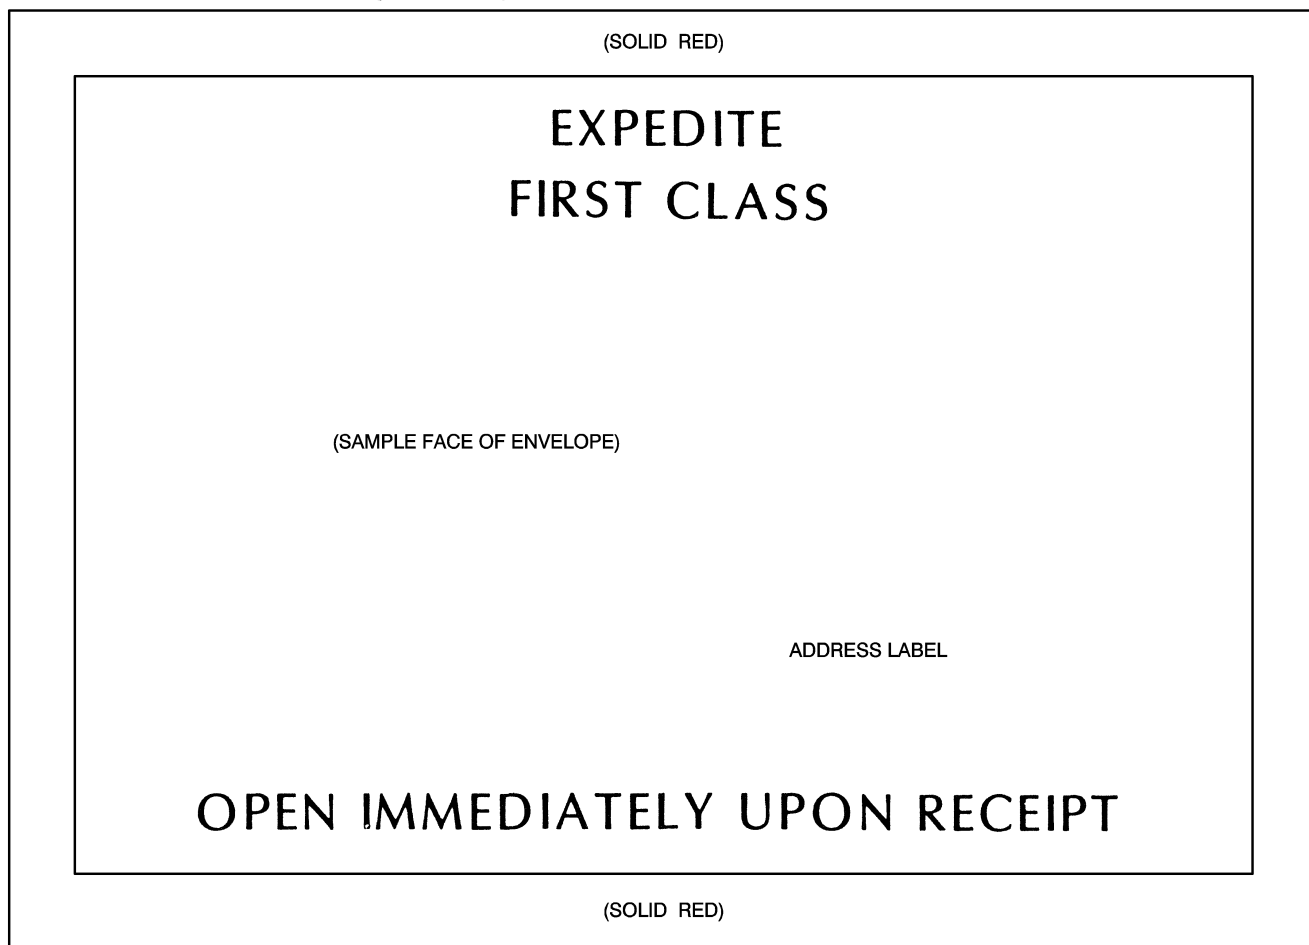 (SOLID RED)
EXPEDITE
FIRST CLASS
(SAMPLE FACE OF ENVELOPE)
ADDRESS LABEL
OPEN IMMEDIATELY UPON RECEIPT
(SOLID RED)